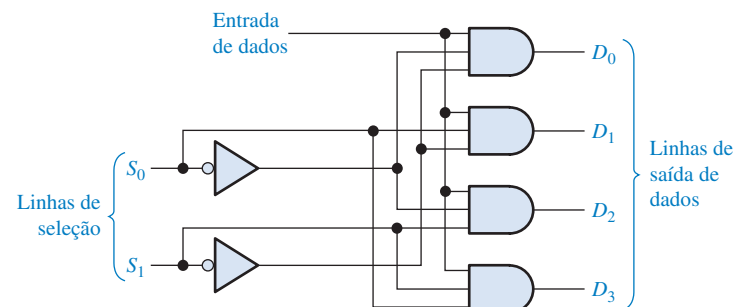 Entrada
de dados
D0
D1
D2
D3
Linhas de
saída de
dados
S0
S1
Linhas de
seleção